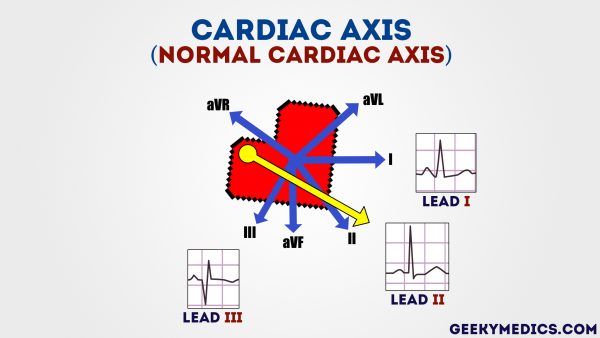 CARDIAC AXIS
(NORMAL CARDIAC AXIS)
aVR
aVL
I
LEAD I
III
aVF
II
LEAD II
LEAD III
GEEKYMEDICS.COM